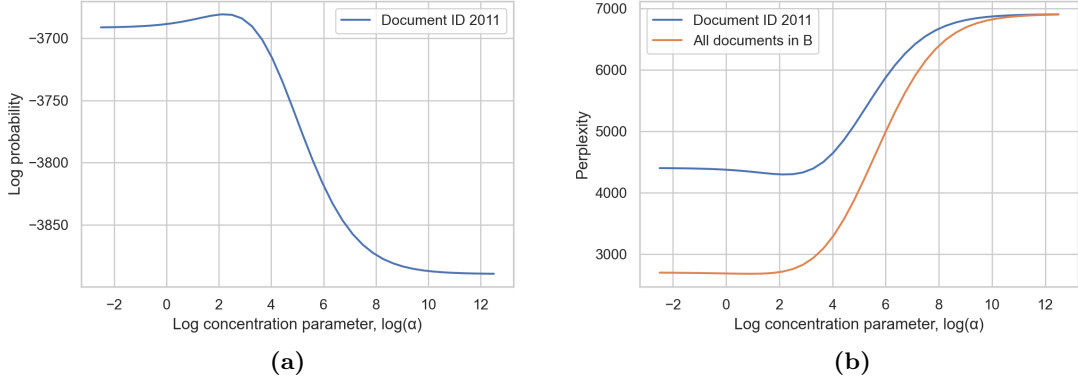 Document ID 2011
Log probability
−3700
−3750
−3800
−3850
−2 0 2 4 6 8 10 12
Log concentration parameter, log(α)
(a)
Document ID 2011
All documents in B
Perplexity
7000
6000
5000
4000
3000
−2 0 2 4 6 8 10 12
Log concentration parameter, log(α)
(b)